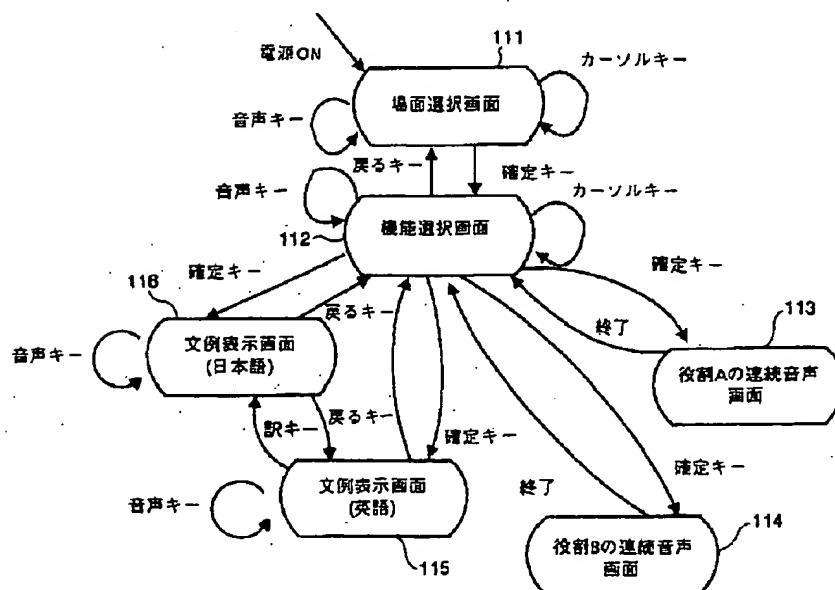 111
電源ON
カーソルキー
場面選択画面
音声キー
戻るキー
確定キー
音声キー
カーソルキー
112
機能選択画面
確定キー
確定キー
116
戻るキー
終了
113
音声キー
文例表示画面
(日本語)
役割Aの連続音声
画面
訳キー
戻るキー
確定キー
確定キー
音声キー
文例表示画面
(英語)
終了
役割Bの連続音声
画面
114
115